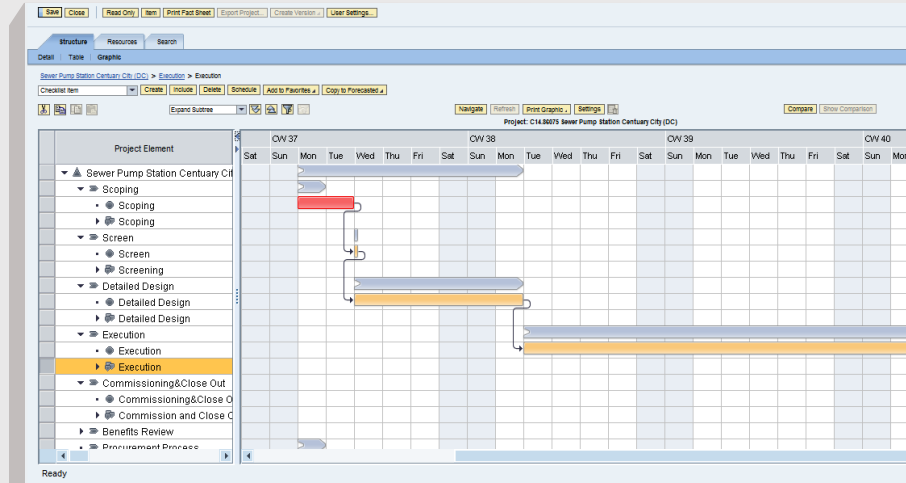 Save Close Read Only Item Print Fact Sheet Export Project... Create Version User Settings...
Structure Resources Search
Detail Table Graphic
Sewer Pump Station Centuary City (DC) > Execution > Execution
Checklist Item Create Include Delete Schedule Add to Favorites Copy to Forecasted
Expand Subtree Navigate Refresh Print Graphic Settings Compare Show Comparison
Project: C14.86075 Sewer Pump Station Centuary City (DC)
Project Element CW 37 CW 38 CW 39 CW 40
Sat Sun Mon Tue Wed Thu Fri Sat Sun Mon Tue Wed Thu Fri Sat Sun Mon Tue Wed Thu Fri Sat Sun Mon
Sewer Pump Station Centuary Cit
Scoping
Scoping
Scoping
Screen
Screen
Screening
Detailed Design
Detailed Design
Detailed Design
Execution
Execution
Execution
Commissioning&Close Out
Commissioning&Close O
Commission and Close C
Benefits Review
Procurement Process
Ready